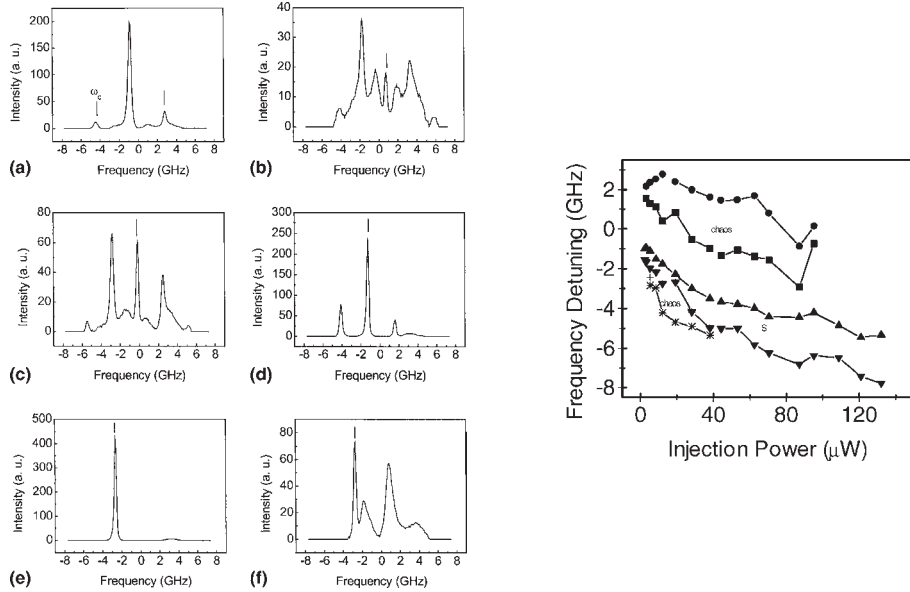 200
150
100
50
0
Intensity (a. u.)
ωc
-8 -6 -4 -2 0 2 4 6 8
(a)
Frequency (GHz)
40
30
20
10
0
Intensity (a. u.)
-8 -6 -4 -2 0 2 4 6 8
(b)
Frequency (GHz)
80
60
40
20
0
Intensity (a. u.)
-8 -6 -4 -2 0 2 4 6 8
(c)
Frequency (GHz)
300
250
200
150
100
50
0
Intensity (a. u.)
-8 -6 -4 -2 0 2 4 6 8
(d)
Frequency (GHz)
500
400
300
200
100
0
Intensity (a. u.)
-8 -6 -4 -2 0 2 4 6 8
(e)
Frequency (GHz)
80
60
40
20
0
Intensity (a. u.)
-8 -6 -4 -2 0 2 4 6 8
(f)
Frequency (GHz)
Frequency Detuning (GHz)
2
0
-2
-4
-6
-8
chaos
chaos
S
0 40 80 120
Injection Power (μW)